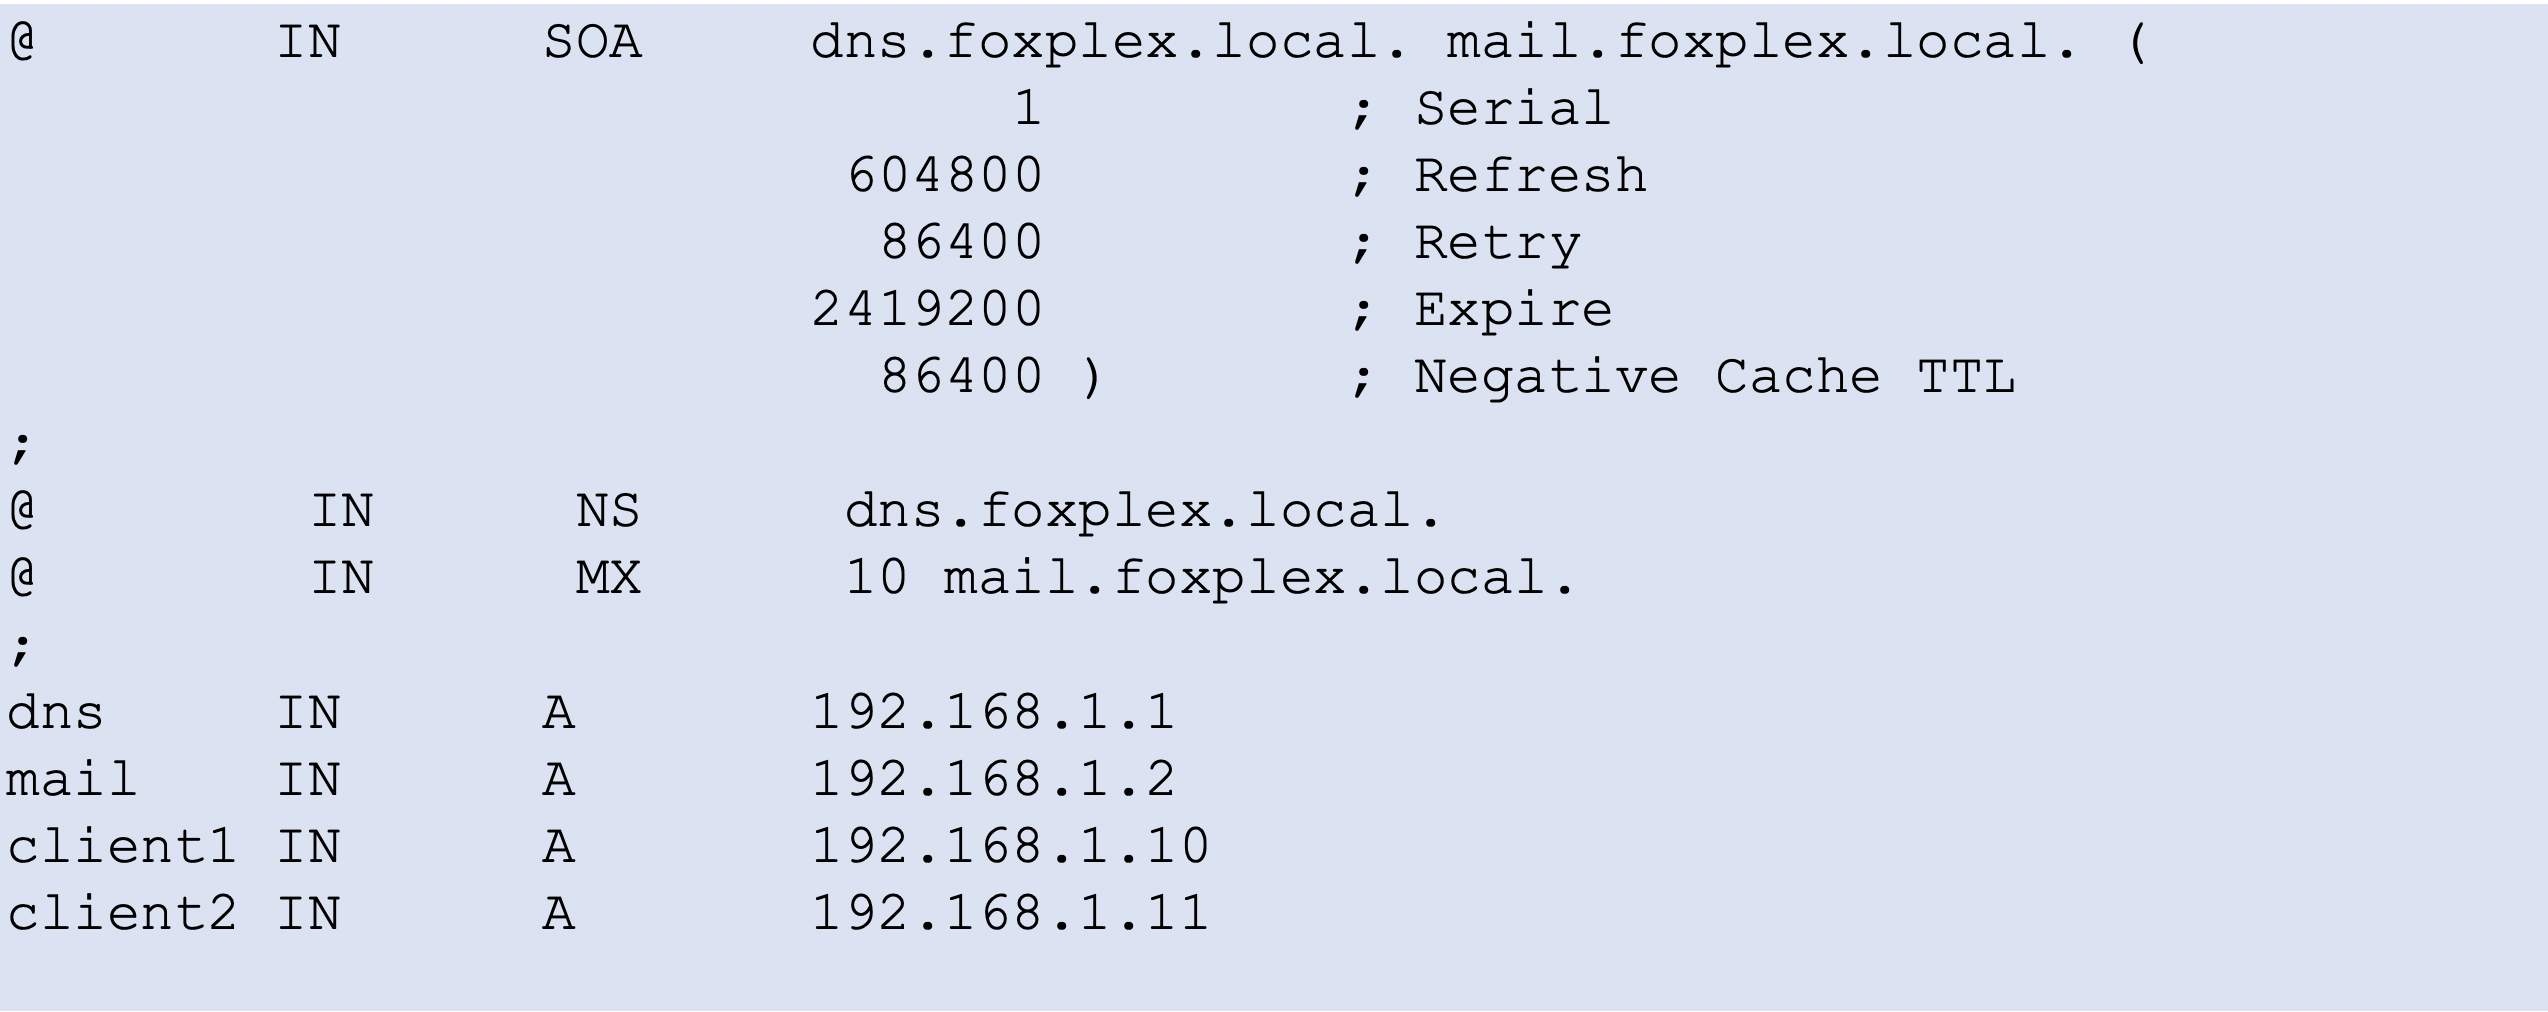 @ IN SOA dns.foxplex.local. mail.foxplex.local. (
1 ; Serial
604800 ; Refresh
86400 ; Retry
2419200 ; Expire
86400 ) ; Negative Cache TTL
;
@ IN NS dns.foxplex.local.
@ IN MX 10 mail.foxplex.local.
;
dns IN A 192.168.1.1
mail IN A 192.168.1.2
client1 IN A 192.168.1.10
client2 IN A 192.168.1.11